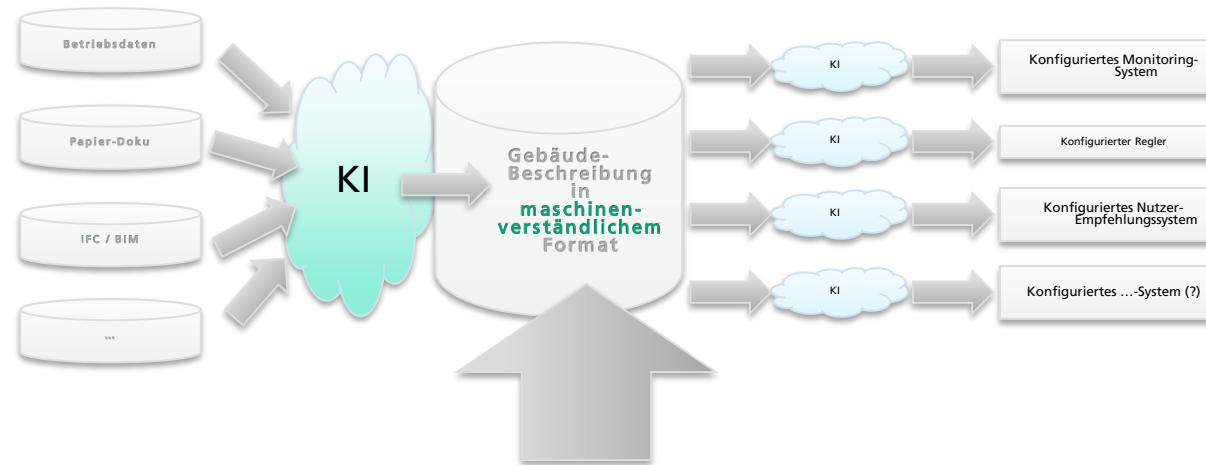 Betriebsdaten
Papier-Doku
IFC / BIM
...
KI
Gebäude-
Beschreibung
in
maschinen-
verständlichem
Format
KI
Konfiguriertes Monitoring-
System
KI
Konfigurierter Regler
KI
Konfiguriertes Nutzer-
Empfehlungssystem
KI
Konfiguriertes ...-System (?)